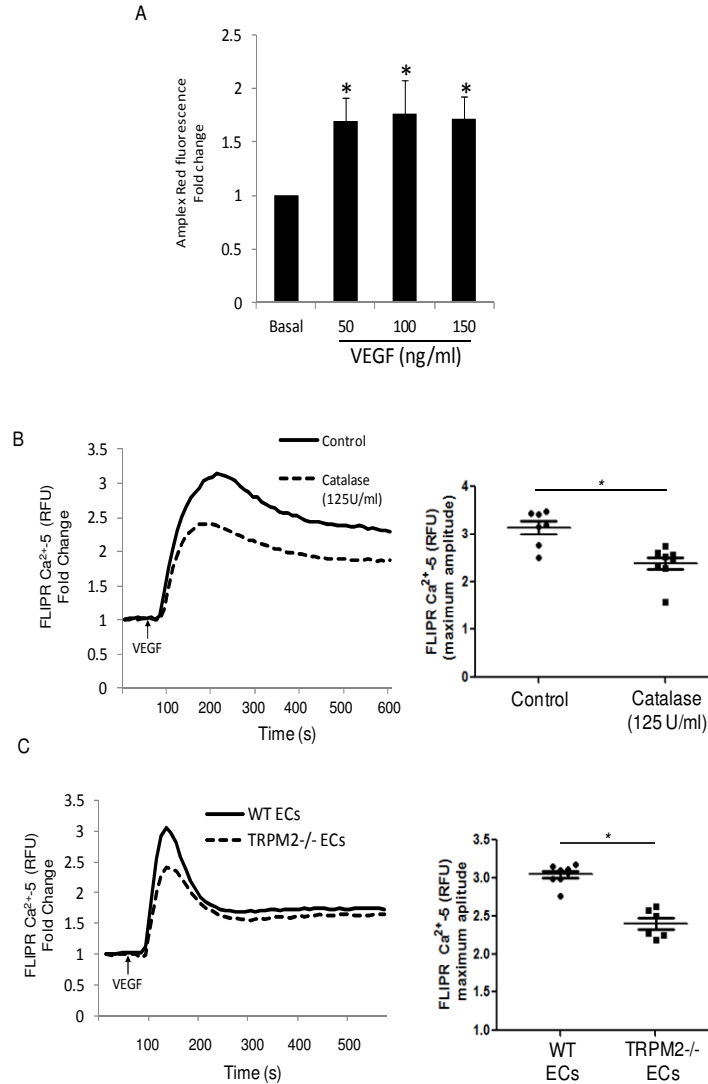 A
Amplex Red fluorescence
Fold change
2.5
2
1.5
1
0.5
0
*
*
*
Basal
50
100
150
VEGF (ng/ml)
B
FLIPR Ca²⁺-5 (RFU)
Fold Change
3.5
3
2.5
2
1.5
1
0.5
0
Control
Catalase
(125U/ml)
VEGF
100
200
300
400
500
600
Time (s)
FLIPR Ca²⁺-5 (RFU)
(maximum amplitude)
4
3
2
1
0
*
Control
Catalase
(125 U/ml)
C
FLIPR Ca²⁺-5 (RFU)
Fold Change
3.5
3
2.5
2
1.5
1
0.5
0
WT ECs
TRPM2-/- ECs
VEGF
100
200
300
400
500
Time (s)
FLIPR Ca²⁺-5 (RFU)
maximum aplitude
3.5
3.0
2.5
2.0
1.5
1.0
*
WT
ECs
TRPM2-/-
ECs